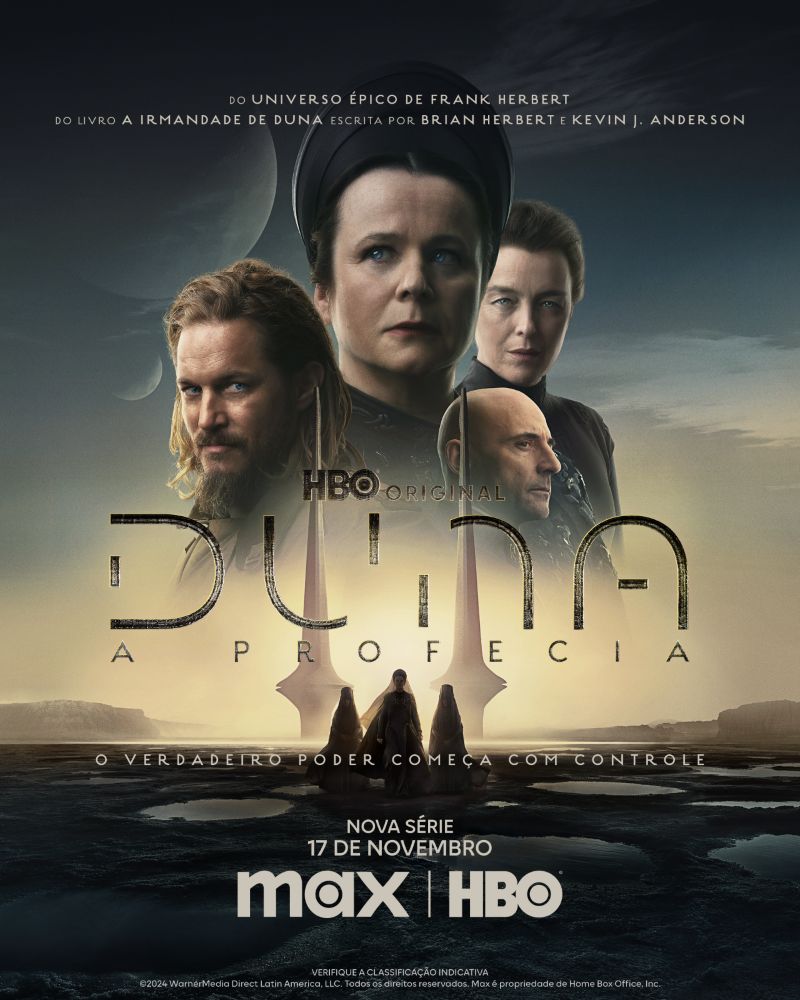 DO UNIVERSO ÉPICO DE FRANK HERBERT
DO LIVRO A IRMANDADE DE DUNA ESCRITA POR BRIAN HERBERT E KEVIN J. ANDERSON
HBO ORIGINAL
DUNA
A PROFECIA
O VERDADEIRO PODER COMEÇA COM CONTROLE
NOVA SÉRIE
17 DE NOVEMBRO
max | HBO
VERIFIQUE A CLASSIFICAÇÃO INDICATIVA
©2024 WarnerMedia Direct Latin America, LLC. Todos os direitos reservados. Max é propriedade de Home Box Office, Inc.